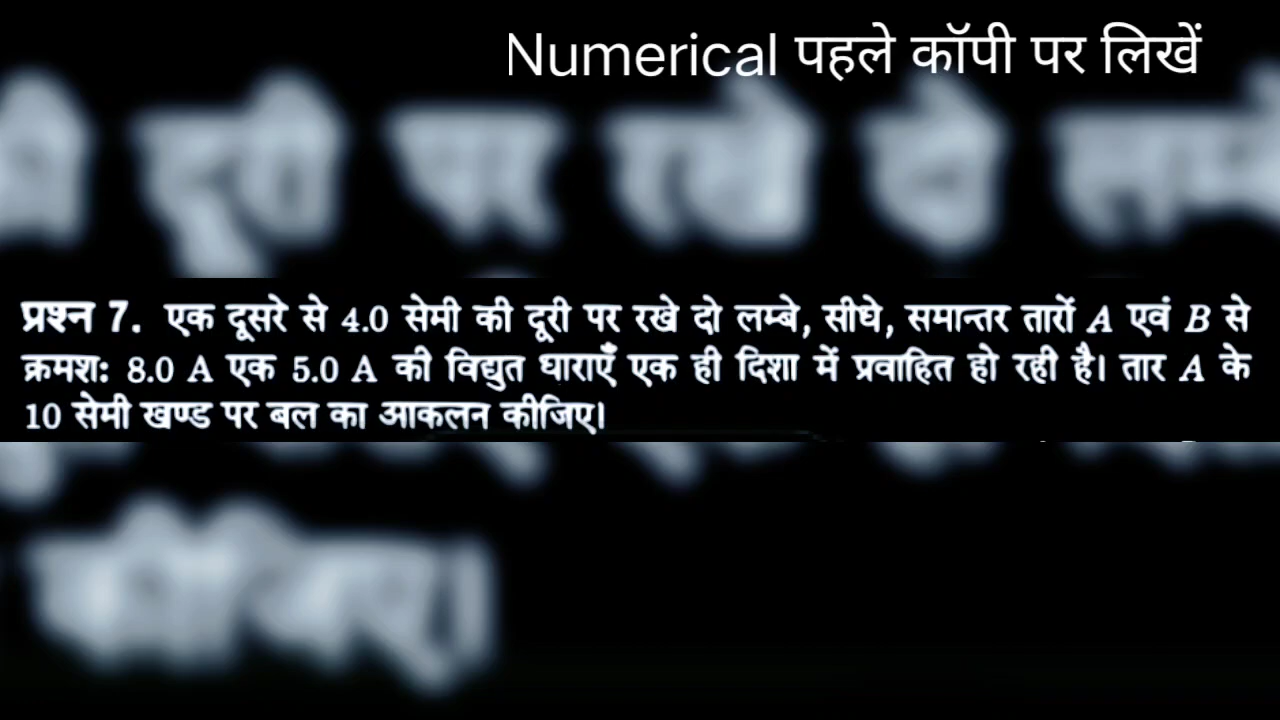 Numerical पहले कॉपी पर लिखें
प्रश्न 7. एक दूसरे से 4.0 सेमी की दूरी पर रखे दो लम्बे, सीधे, समान्तर तारों A एवं B से
क्रमश: 8.0 A एक 5.0 A की विद्युत धाराएँ एक ही दिशा में प्रवाहित हो रही है। तार A के
10 सेमी खण्ड पर बल का आकलन कीजिए।